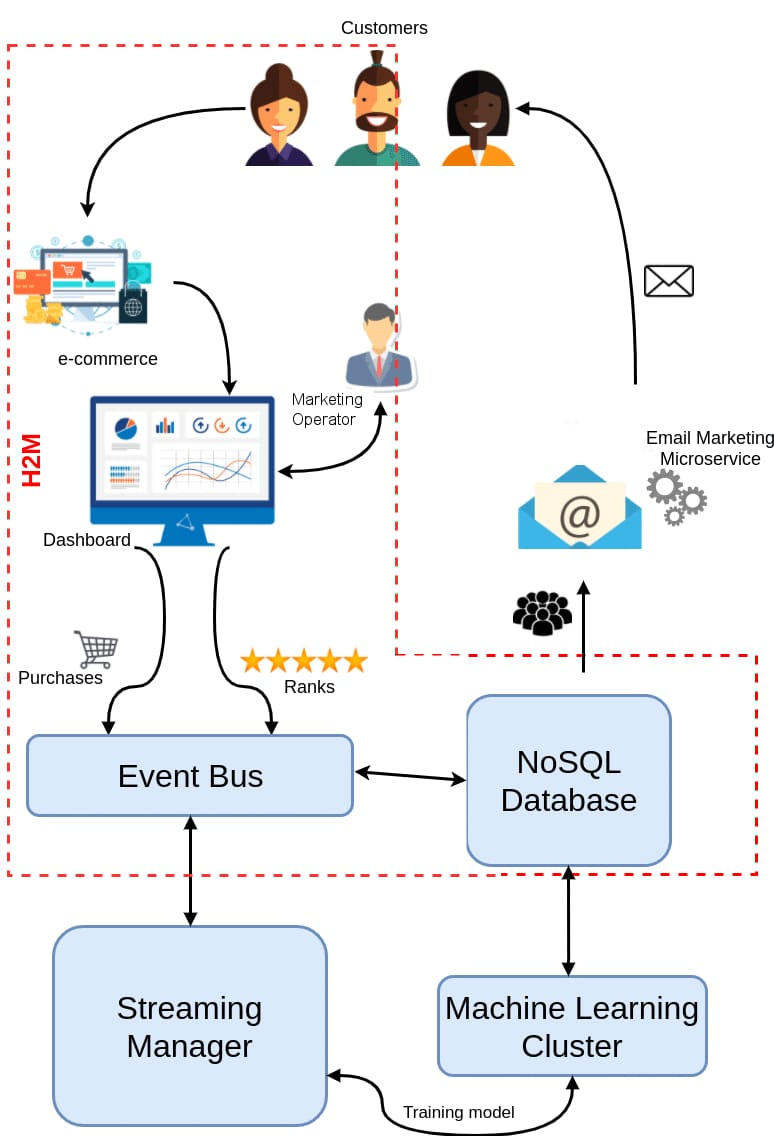 Customers
e-commerce
Marketing
Operator
H2M
Email Marketing
Microservice
@
Dashboard
Purchases
Ranks
Event Bus
NoSQL
Database
Streaming
Manager
Machine Learning
Cluster
Training model